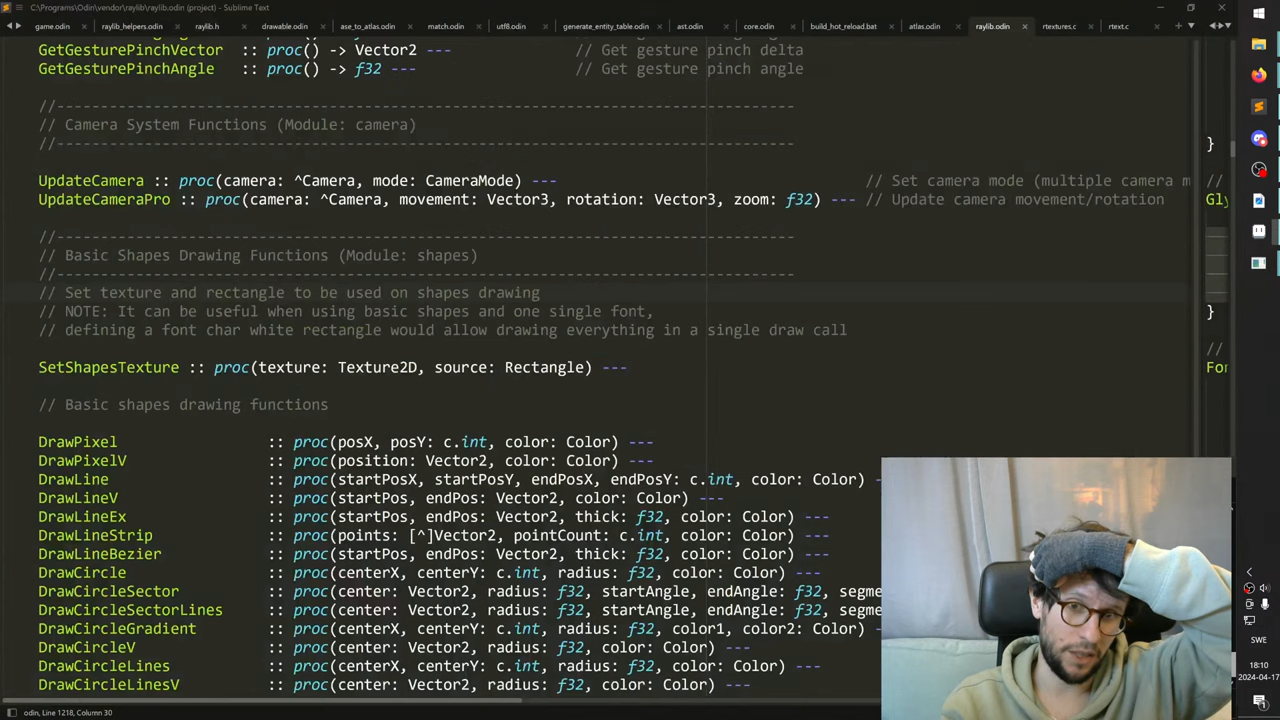 C:\Programs\Odin\vendor\raylib\raylib.odin (project) - Sublime Text
game.odin raylib_helpers.odin raylib.h drawable.odin ase_to_atlas.odin match.odin utf8.odin generate_entity_table.odin ast.odin core.odin build_hot_reload.bat atlas.odin raylib.odin rtextures.c rtext.c
GetGesturePinchVector :: proc() -> Vector2 --- // Get gesture pinch delta
GetGesturePinchAngle :: proc() -> f32 --- // Get gesture pinch angle
//------------------------------------------------------------------------------------
// Camera System Functions (Module: camera)
//------------------------------------------------------------------------------------
}
UpdateCamera :: proc(camera: ^Camera, mode: CameraMode) --- // Set camera mode (multiple camera m //
UpdateCameraPro :: proc(camera: ^Camera, movement: Vector3, rotation: Vector3, zoom: f32) --- // Update camera movement/rotation Gly
//------------------------------------------------------------------------------------
// Basic Shapes Drawing Functions (Module: shapes)
//------------------------------------------------------------------------------------
// Set texture and rectangle to be used on shapes drawing
// NOTE: It can be useful when using basic shapes and one single font,
}
// defining a font char white rectangle would allow drawing everything in a single draw call
//
SetShapesTexture :: proc(texture: Texture2D, source: Rectangle) --- For
// Basic shapes drawing functions
DrawPixel :: proc(posX, posY: c.int, color: Color) ---
DrawPixelV :: proc(position: Vector2, color: Color) ---
DrawLine :: proc(startPosX, startPosY, endPosX, endPosY: c.int, color: Color) -
DrawLineV :: proc(startPos, endPos: Vector2, color: Color) ---
DrawLineEx :: proc(startPos, endPos: Vector2, thick: f32, color: Color) ---
DrawLineStrip :: proc(points: [^]Vector2, pointCount: c.int, color: Color) ---
DrawLineBezier :: proc(startPos, endPos: Vector2, thick: f32, color: Color) ---
DrawCircle :: proc(centerX, centerY: c.int, radius: f32, color: Color) ---
DrawCircleSector :: proc(center: Vector2, radius: f32, startAngle, endAngle: f32, segme
DrawCircleSectorLines :: proc(center: Vector2, radius: f32, startAngle, endAngle: f32, segme
DrawCircleGradient :: proc(centerX, centerY: c.int, radius: f32, color1, color2: Color) -
DrawCircleV :: proc(center: Vector2, radius: f32, color: Color) ---
DrawCircleLines :: proc(centerX, centerY: c.int, radius: f32, color: Color) ---
DrawCircleLinesV :: proc(center: Vector2, radius: f32, color: Color) ---
SWE
18:10
2024-04-17
odin, Line 1218, Column 30